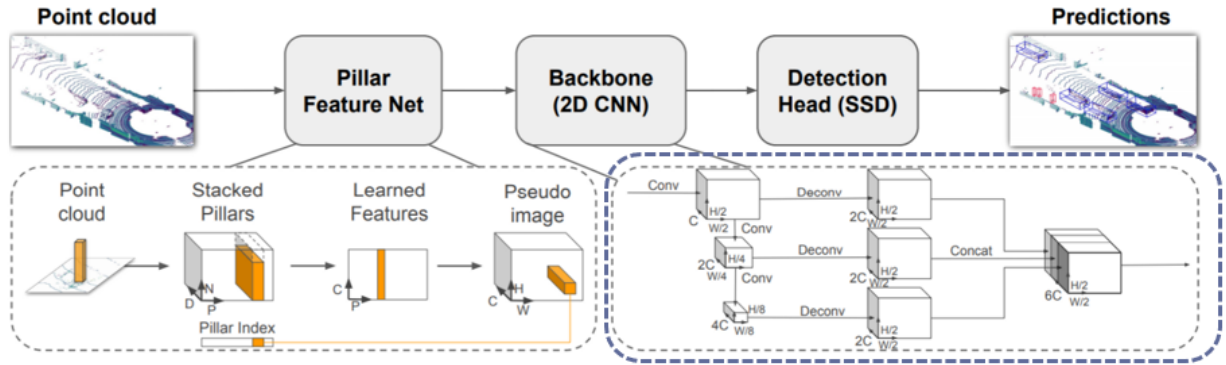 Point cloud
Predictions
Pillar
Feature Net
Backbone
(2D CNN)
Detection
Head (SSD)
Point
cloud
Stacked
Pillars
Learned
Features
Pseudo
image
D
N
P
C
P
C
H
W
Pillar Index
Conv
C
H/2
W/2
Conv
2C
H/4
W/4
Conv
4C
H/8
W/8
Deconv
2C
H/2
W/2
Deconv
2C
H/2
W/2
Deconv
2C
H/2
W/2
Concat
6C
H/2
W/2